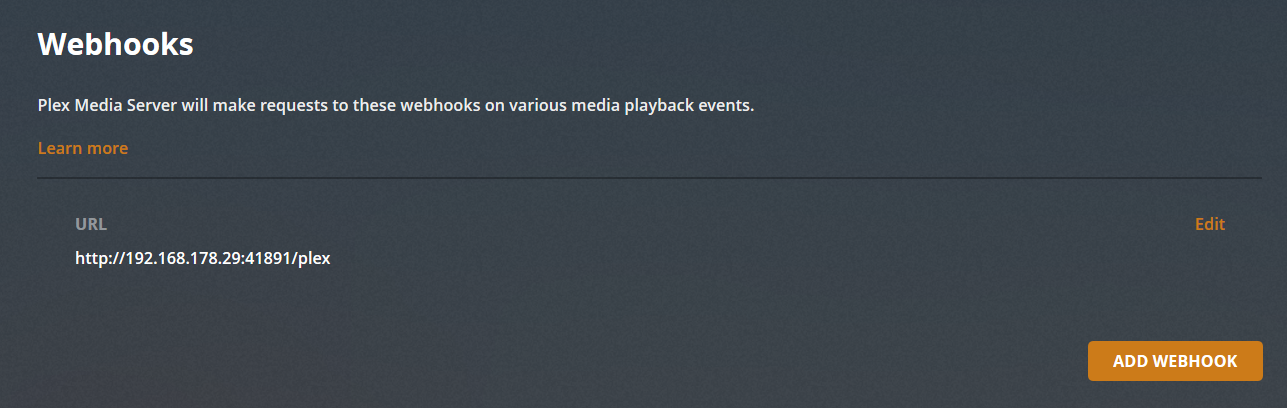 Webhooks
Plex Media Server will make requests to these webhooks on various media playback events.
Learn more
URL
Edit
http://192.168.178.29:41891/plex
ADD WEBHOOK